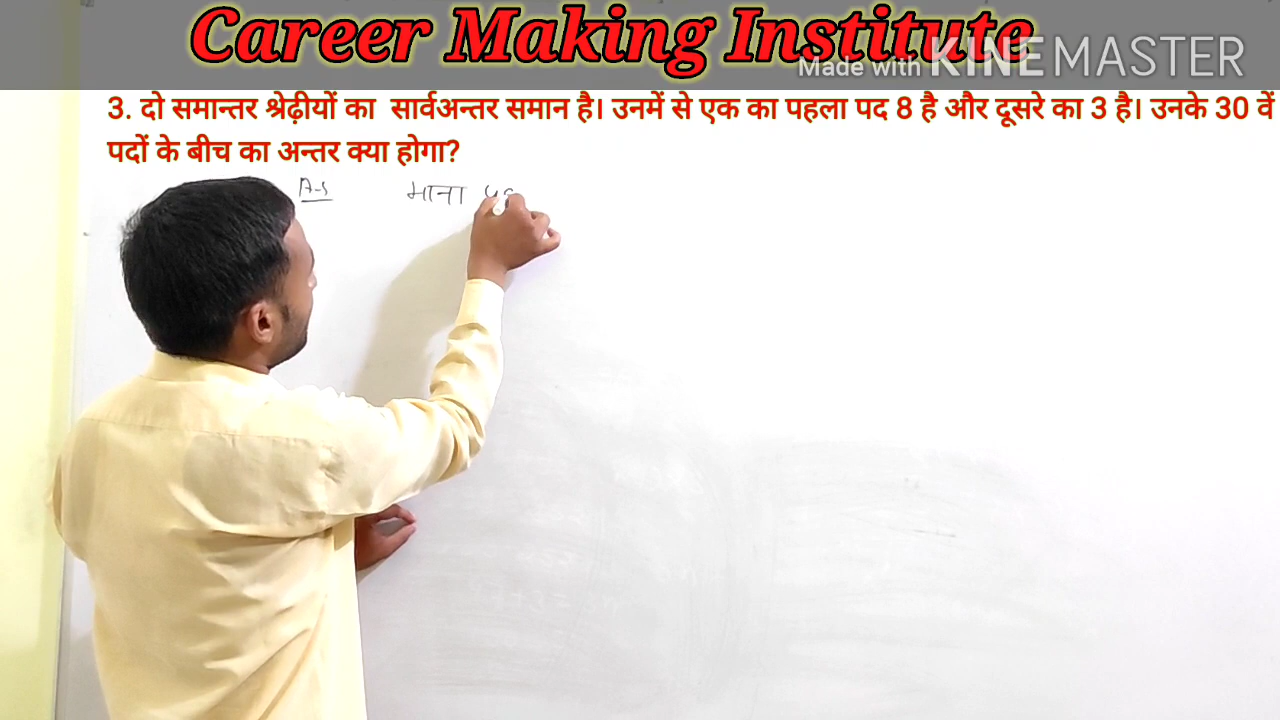 Career Making Institute
Made with KINEMASTER
3. दो समान्तर श्रेढ़ीयों का सार्वअन्तर समान है। उनमें से एक का पहला पद 8 है और दूसरे का 3 है। उनके 30 वें
पदों के बीच का अन्तर क्या होगा?
माना